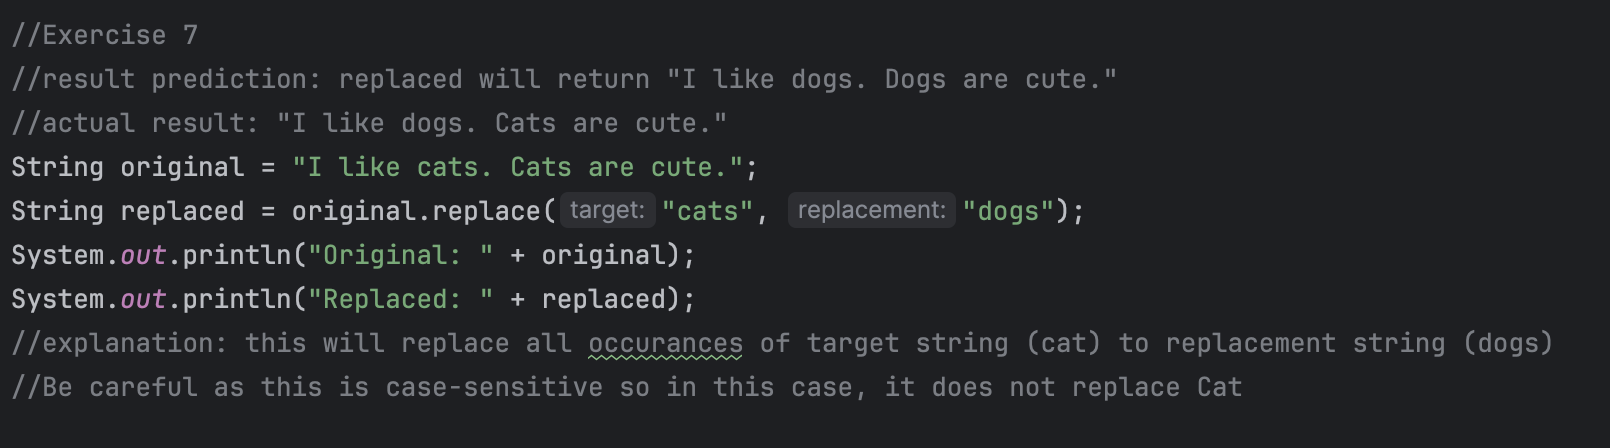 //Exercise 7
//result prediction: replaced will return "I like dogs. Dogs are cute."
//actual result: "I like dogs. Cats are cute."
String original = "I like cats. Cats are cute.";
String replaced = original.replace( target: "cats", replacement: "dogs");
System.out.println("Original: " + original);
System.out.println("Replaced: " + replaced);
//explanation: this will replace all occurances of target string (cat) to replacement string (dogs)
//Be careful as this is case-sensitive so in this case, it does not replace Cat